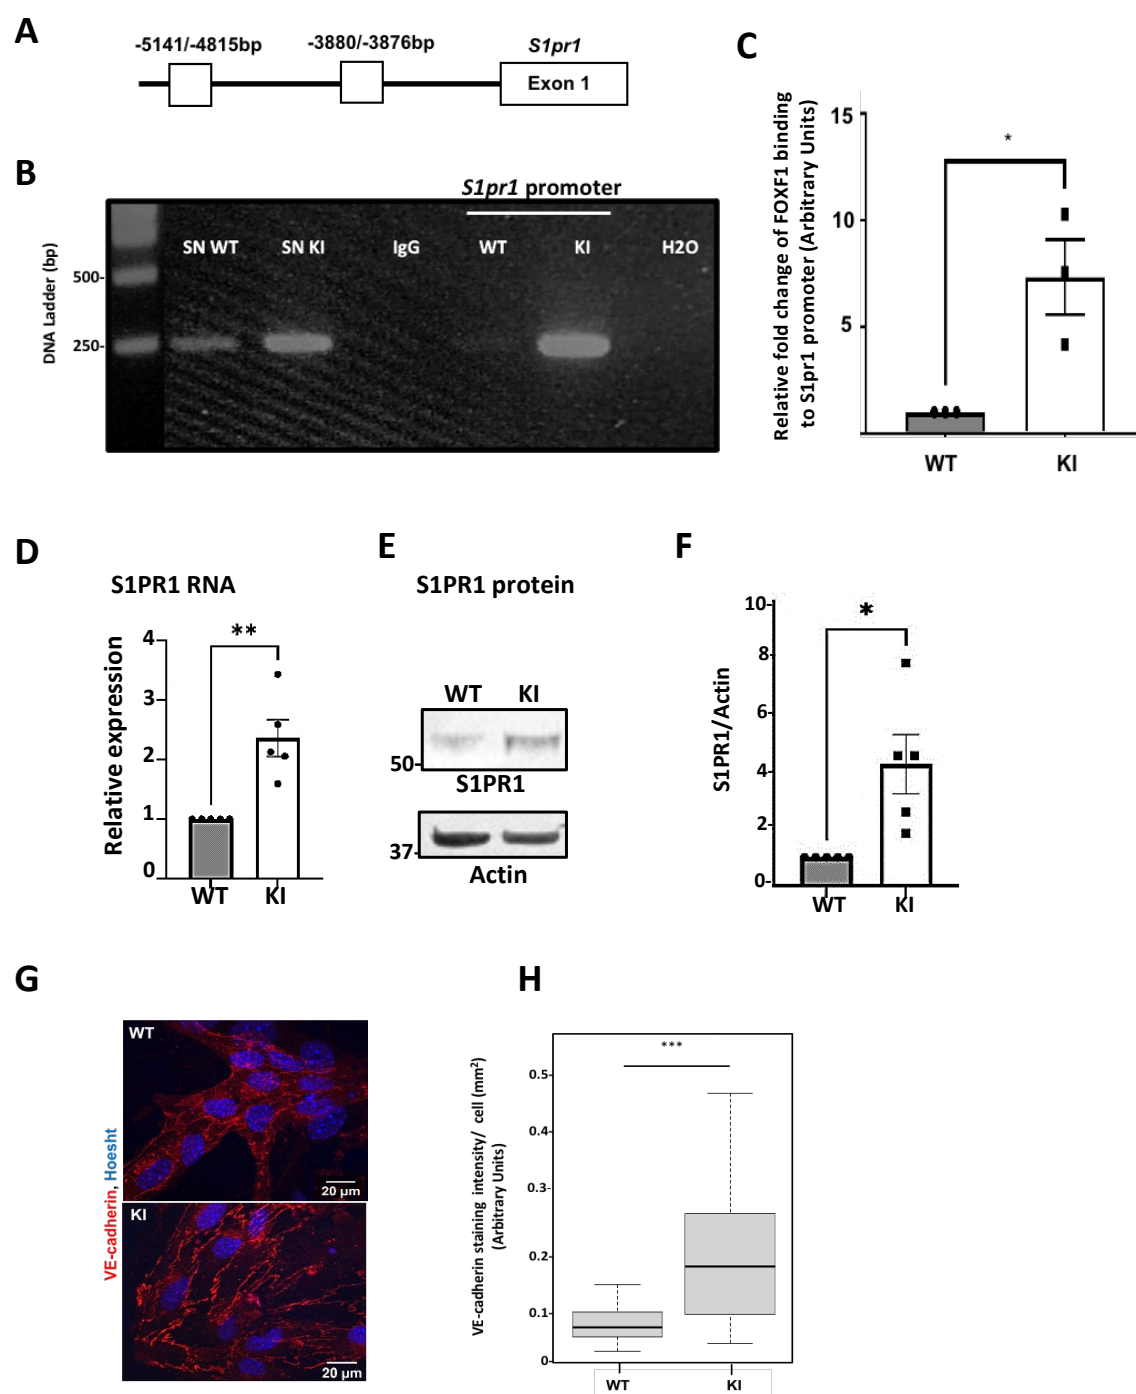 A
-5141/-4815bp
-3880/-3876bp
S1pr1
Exon 1
B
S1pr1 promoter
SN WT
SN KI
IgG
WT
KI
H2O
DNA Ladder (bp)
500-
250-
C
Relative fold change of FOXF1 binding
to S1pr1 promoter (Arbitrary Units)
15
10
5
*
WT
KI
D
S1PR1 RNA
Relative expression
4
3
2
1
0
**
WT
KI
E
S1PR1 protein
WT
KI
50-
S1PR1
37-
Actin
F
S1PR1/Actin
10-
8-
6-
4-
2-
0-
*
WT
KI
G
VE-cadherin, Hoesht
WT
20 µm
KI
20 µm
H
VE-cadherin staining intensity/ cell (mm²)
(Arbitrary Units)
0.5-
0.4-
0.3-
0.2-
0.1-
0-
***
WT
KI